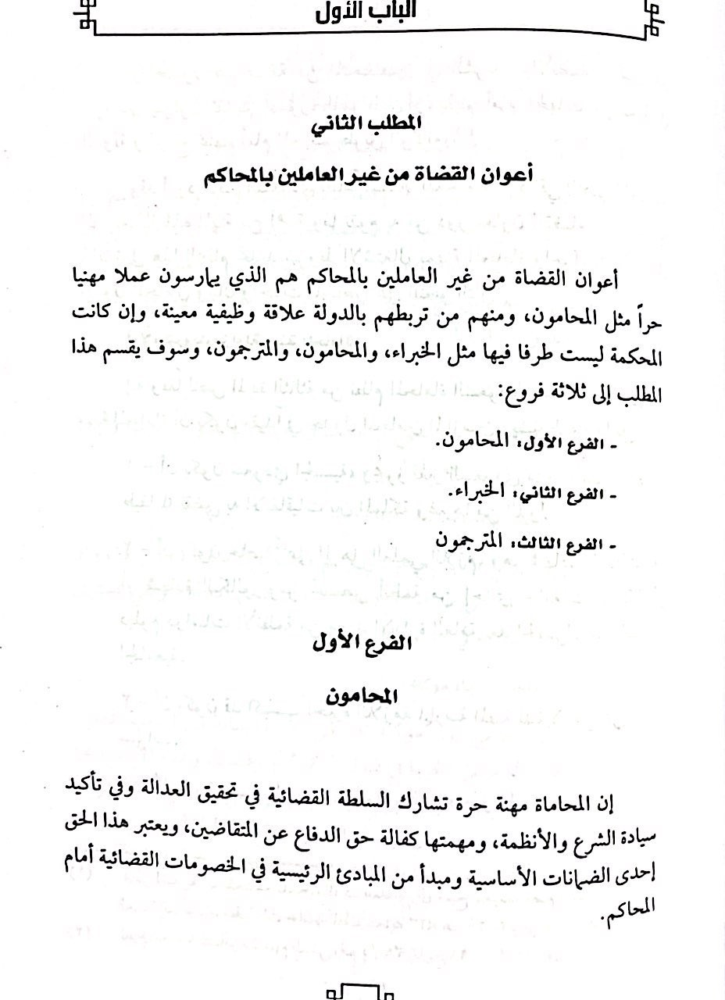 الباب الأول
المطلب الثاني
أعوان القضاة من غير العاملين بالمحاكم
أعوان القضاة من غير العاملين بالمحاكم هم الذي يمارسون عملا مهنيا
حراً مثل المحامون، ومنهم من تربطهم بالدولة علاقة وظيفية معينة، وإن كانت
المحكمة ليست طرفا فيها مثل الخبراء، والمحامون، والمترجمون، وسوف يقسم هذا
المطلب إلى ثلاثة فروع:
- الفرع الأول: المحامون.
- الفرع الثاني: الخبراء.
- الفرع الثالث: المترجمون
الفرع الأول
المحامون
إن المحاماة مهنة حرة تشارك السلطة القضائية في تحقيق العدالة وفي تأكيد
سيادة الشرع والأنظمة، ومهمتها كفالة حق الدفاع عن المتقاضين، ويعتبر هذا الحق
إحدى الضمانات الأساسية ومبدأ من المبادئ الرئيسية في الخصومات القضائية أمام
المحاكم.